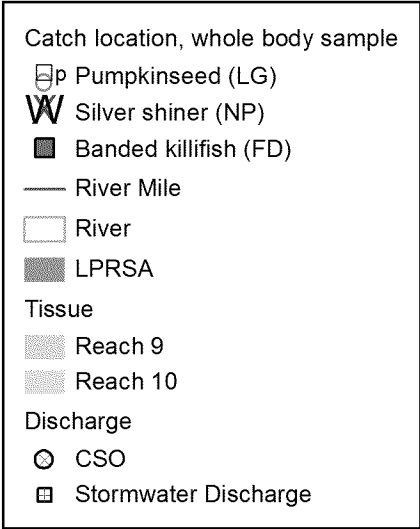 Catch location, whole body sample
p Pumpkinseed (LG)
W Silver shiner (NP)
Banded killifish (FD)
River Mile
River
LPRSA
Tissue
Reach 9
Reach 10
Discharge
CSO
Stormwater Discharge